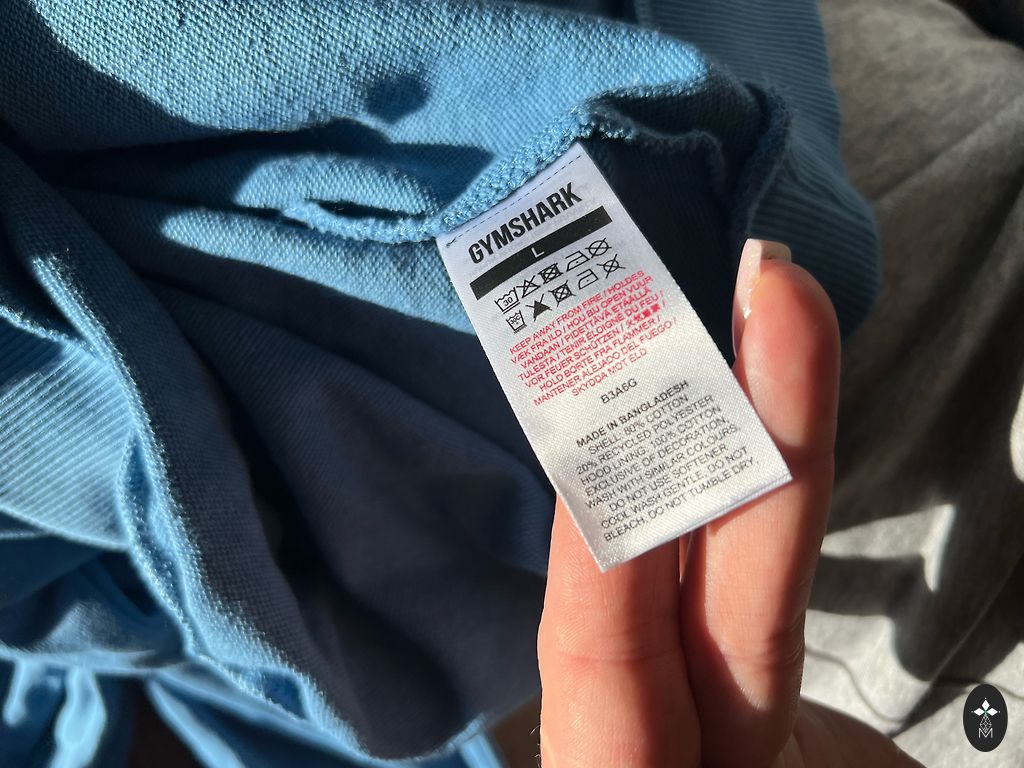 GYMSHARK
L
30
KEEP AWAY FROM FIRE / HOLDES
VÆK FRA ILD / HOU BIJ OPEN VUUR
VANDAAN / PIDETTÄVÄ ETÄÄLLÄ
TULESTA / TENIR ÉLOIGNÉ DU FEU /
VOR FEUER SCHÜTZEN /
HOLD BORTE FRA FLAMMER /
MANTENER ALEJADO DEL FUEGO /
SKYDDA MOT ELD
B3A6G
MADE IN BANGLADESH
SHELL: 80% COTTON
20% RECYCLED POLYESTER
HOOD LINING: 100% COTTON
EXCLUSIVE OF DECORATION.
WASH WITH SIMILAR COLOURS.
DO NOT USE SOFTENER.
COOL WASH GENTLE. DO NOT
BLEACH. DO NOT TUMBLE DRY.
M